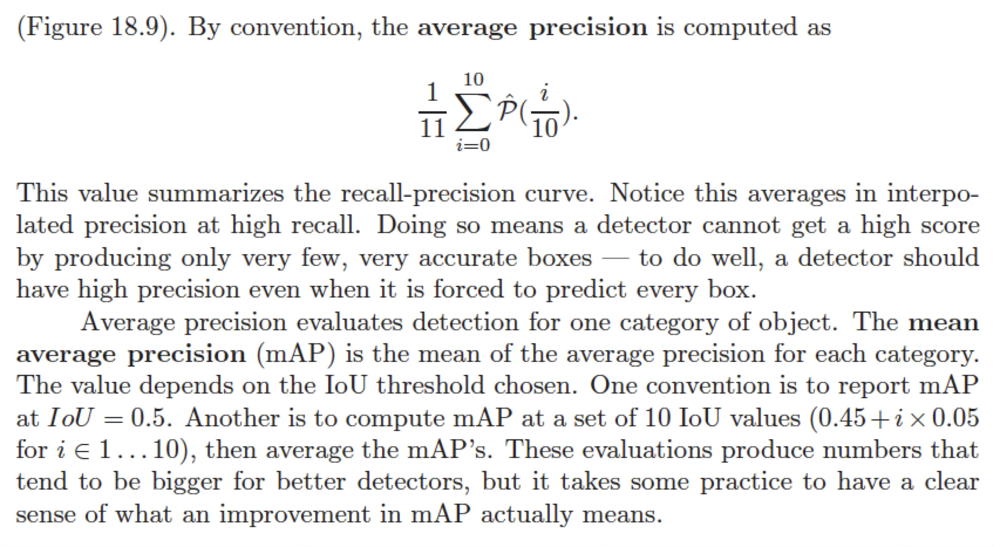 (Figure 18.9). By convention, the average precision is computed as
\frac{1}{11} \sum_{i=0}^{10} \hat{\mathcal{P}}(\frac{i}{10}).
This value summarizes the recall-precision curve. Notice this averages in interpo-
lated precision at high recall. Doing so means a detector cannot get a high score
by producing only very few, very accurate boxes — to do well, a detector should
have high precision even when it is forced to predict every box.
Average precision evaluates detection for one category of object. The mean
average precision (mAP) is the mean of the average precision for each category.
The value depends on the IoU threshold chosen. One convention is to report mAP
at IoU = 0.5. Another is to compute mAP at a set of 10 IoU values (0.45 + i × 0.05
for i ∈ 1 . . . 10), then average the mAP’s. These evaluations produce numbers that
tend to be bigger for better detectors, but it takes some practice to have a clear
sense of what an improvement in mAP actually means.